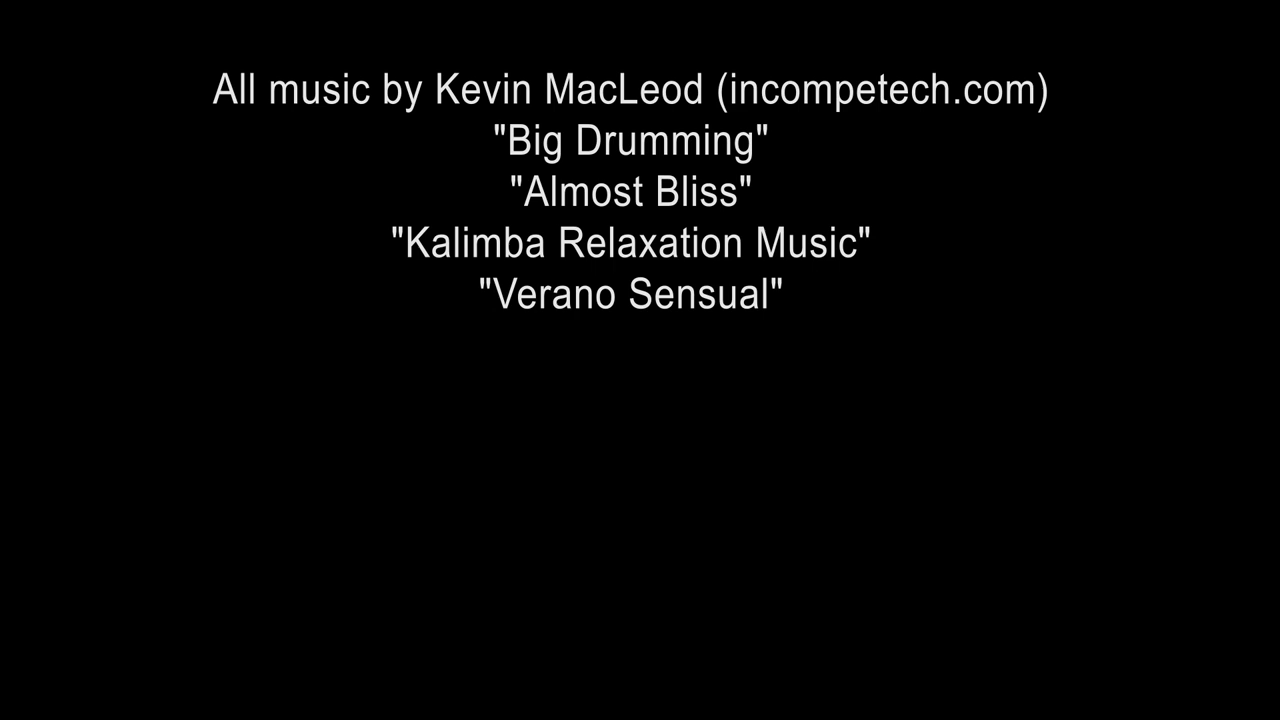 All music by Kevin MacLeod (incompetech.com)
"Big Drumming"
"Almost Bliss"
"Kalimba Relaxation Music"
"Verano Sensual"